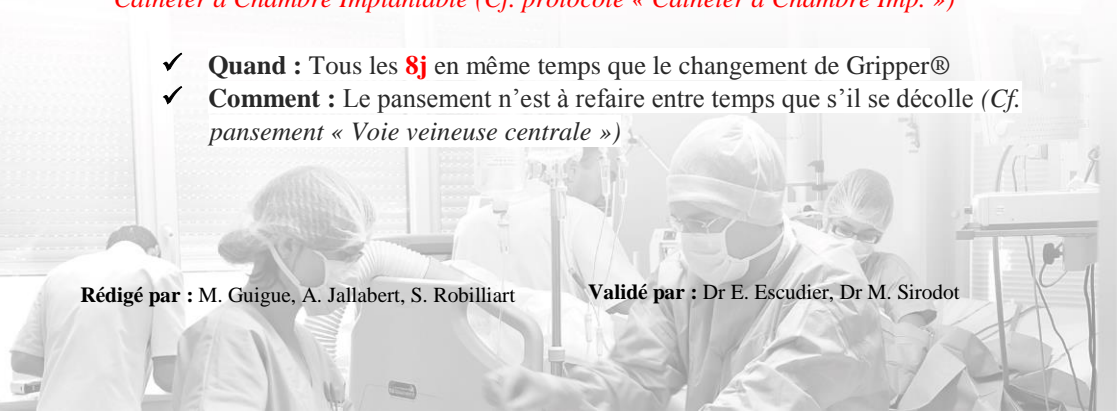 Cathéter à Chambre Implantable (Cf. protocole « Cathéter à Chambre Imp. »)
✓ Quand : Tous les 8j en même temps que le changement de Gripper®
✓ Comment : Le pansement n’est à refaire entre temps que s’il se décolle (Cf.
pansement « Voie veineuse centrale »)
Rédigé par : M. Guigue, A. Jallabert, S. Robilliart
Validé par : Dr E. Escudier, Dr M. Sirodot